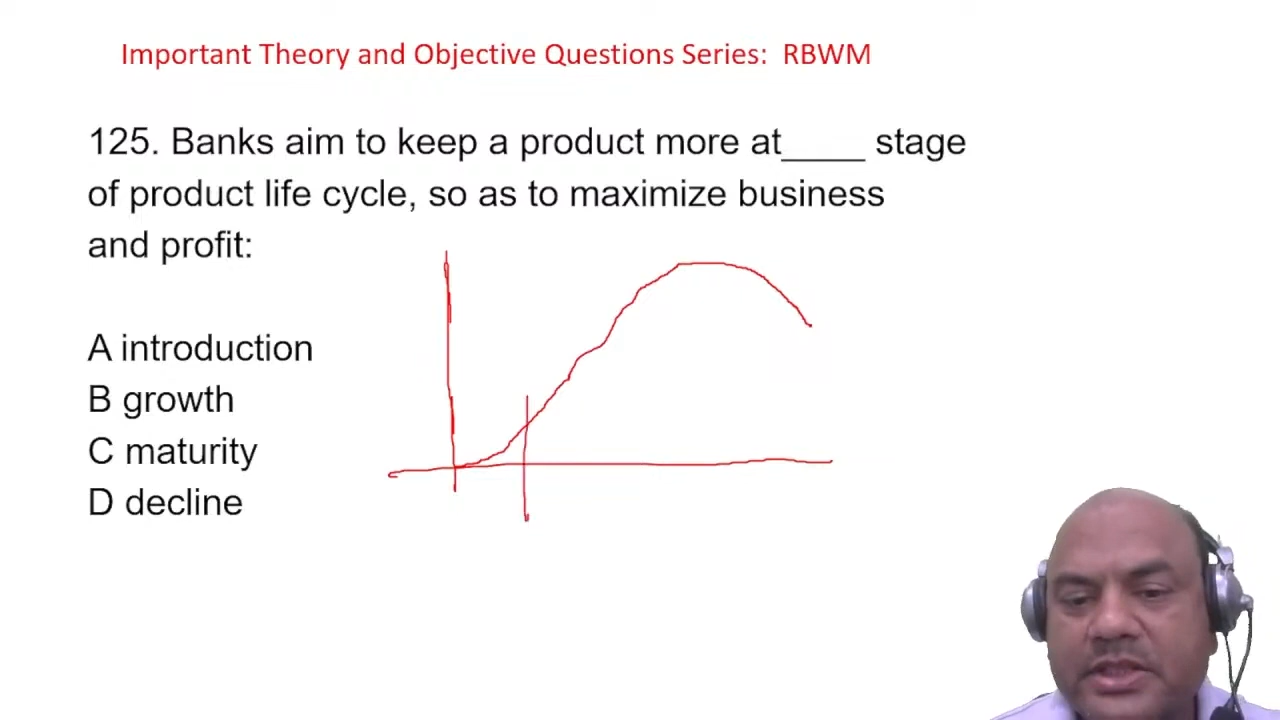 Important Theory and Objective Questions Series: RBWM
125. Banks aim to keep a product more at____ stage
of product life cycle, so as to maximize business
and profit:
A introduction
B growth
C maturity
D decline